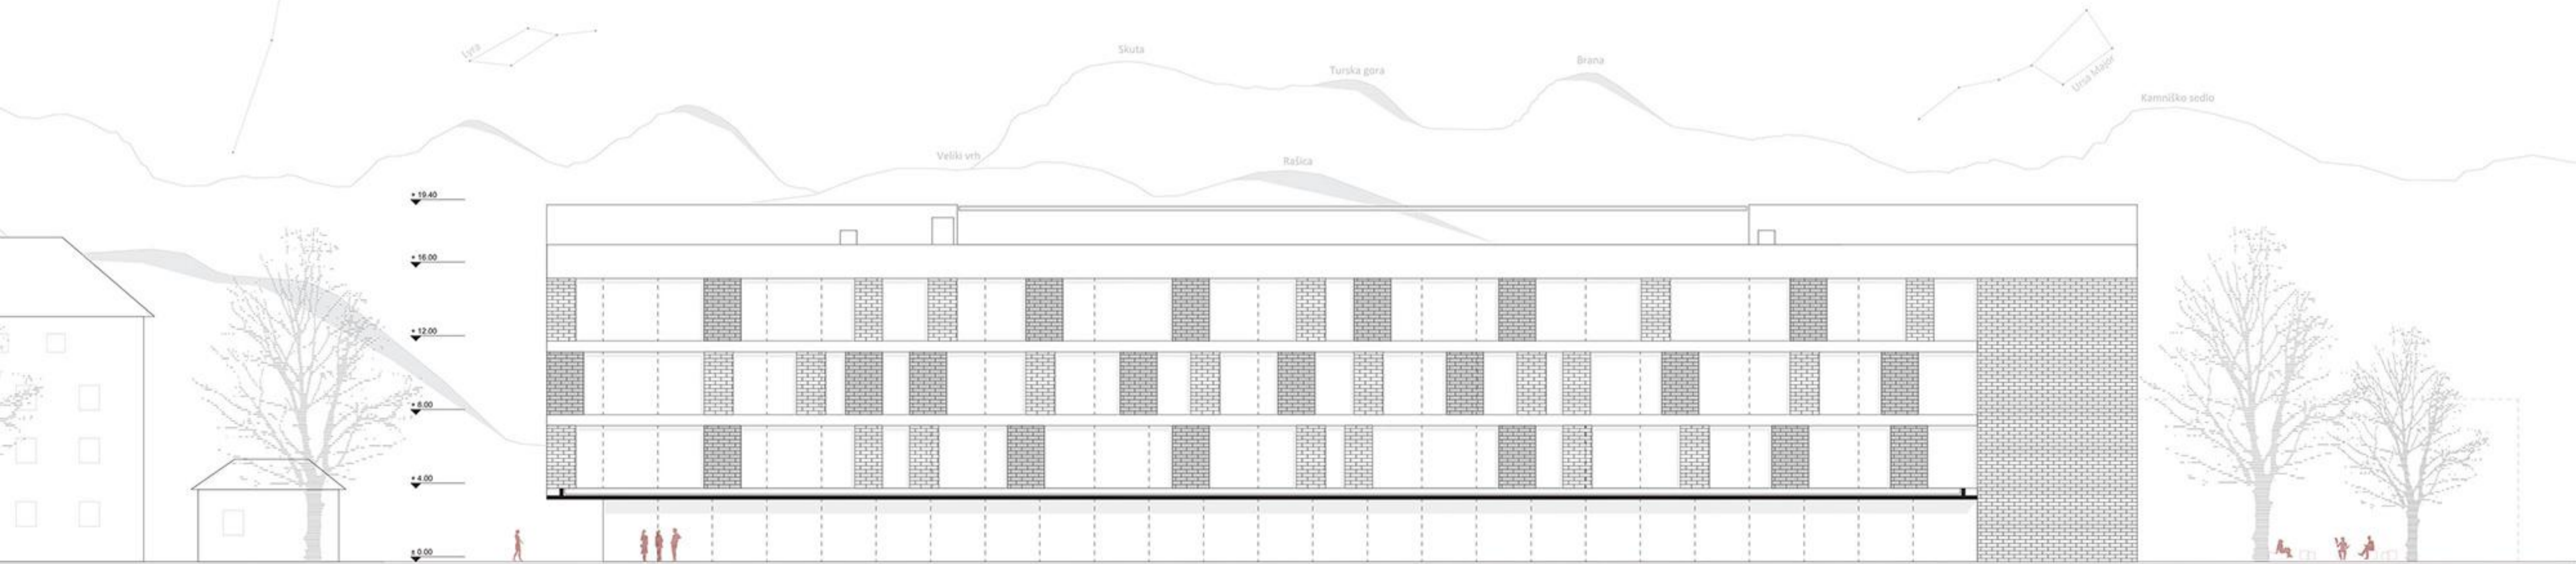 Lyra
Skuta
Turska gora
Brana
Ursa Major
Kamniško sedlo
Veliki vrh
Rašica
+ 19.40
+ 16.00
+ 12.00
+ 8.00
+ 4.00
± 0.00